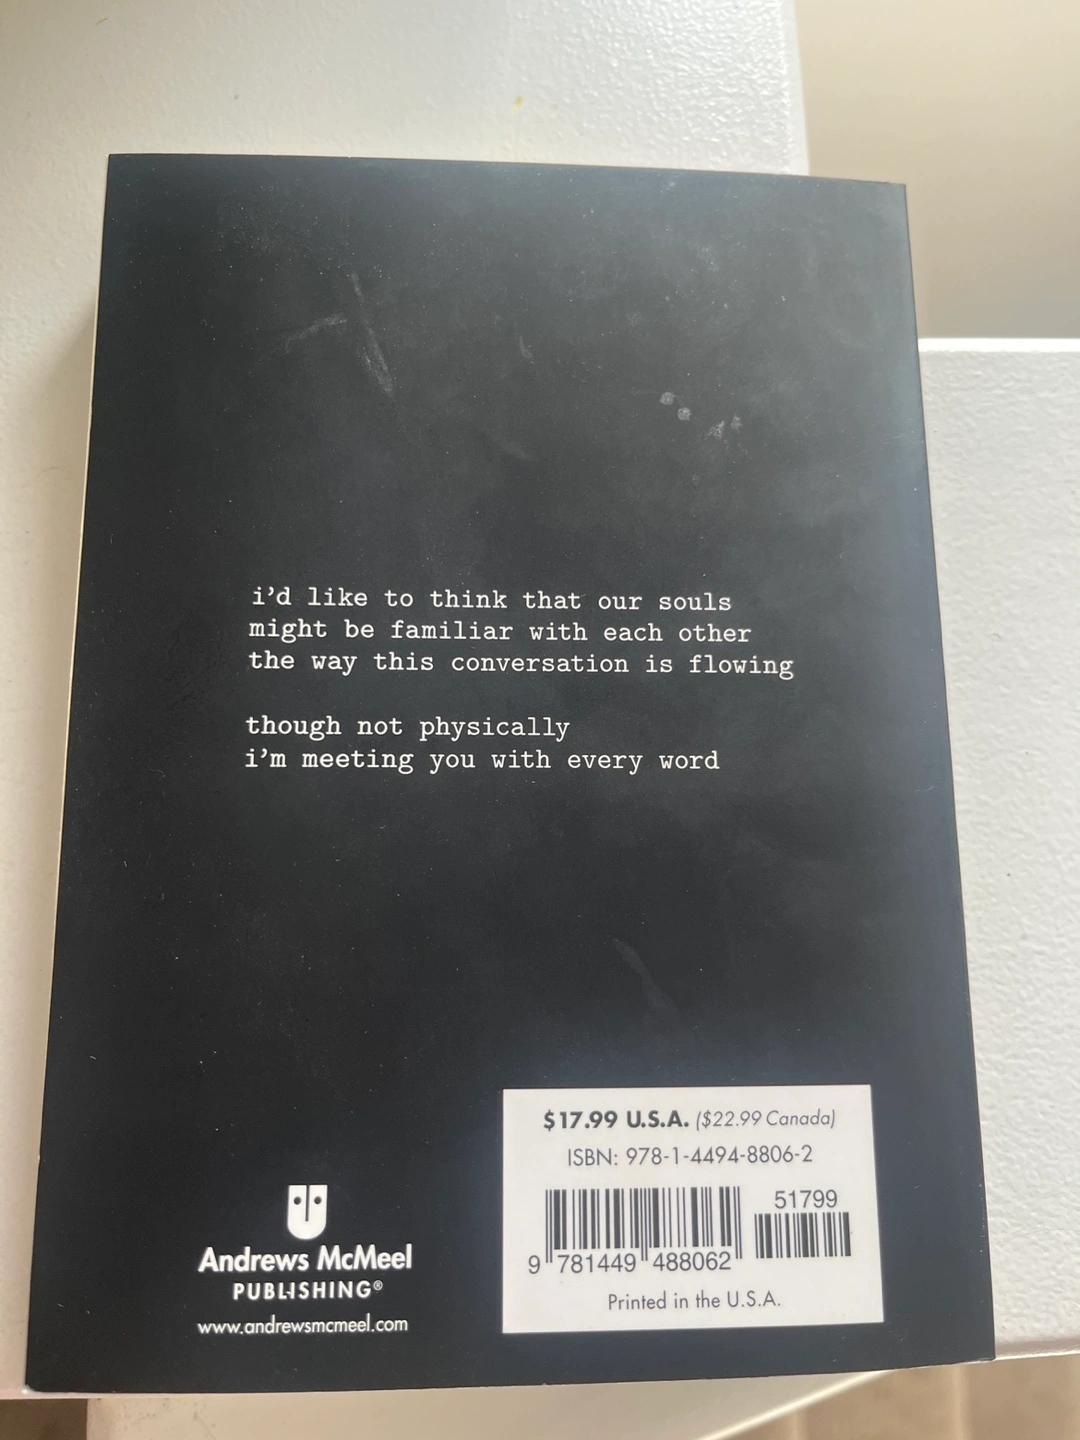 i'd like to think that our souls
might be familiar with each other
the way this conversation is flowing
though not physically
i'm meeting you with every word
$17.99 U.S.A. ($22.99 Canada)
ISBN: 978-1-4494-8806-2
51799
9 781449 488062
Printed in the U.S.A.
Andrews McMeel
PUBLISHING®
www.andrewsmcmeel.com